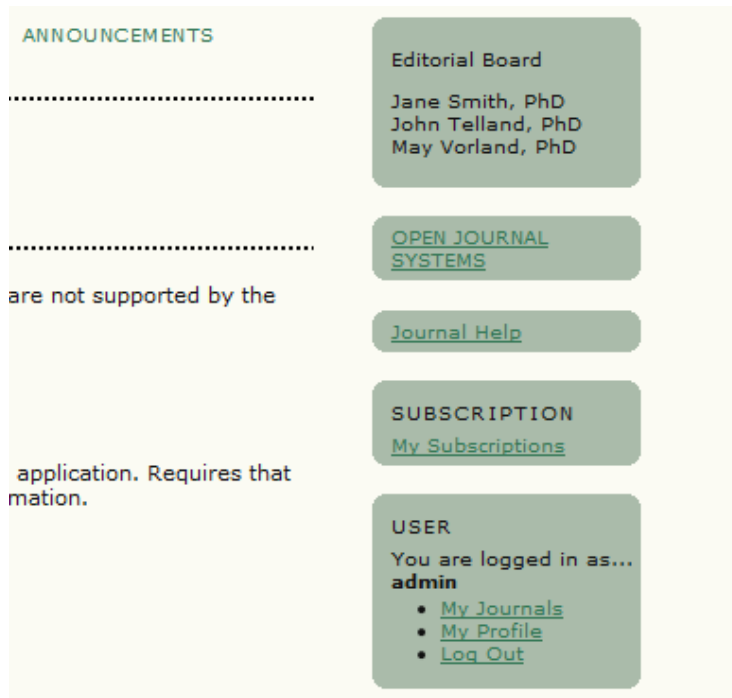 ANNOUNCEMENTS
are not supported by the
application. Requires that
mation.
Editorial Board
Jane Smith, PhD
John Telland, PhD
May Vorland, PhD
OPEN JOURNAL
SYSTEMS
Journal Help
SUBSCRIPTION
My Subscriptions
USER
You are logged in as...
admin
My Journals
My Profile
Log Out